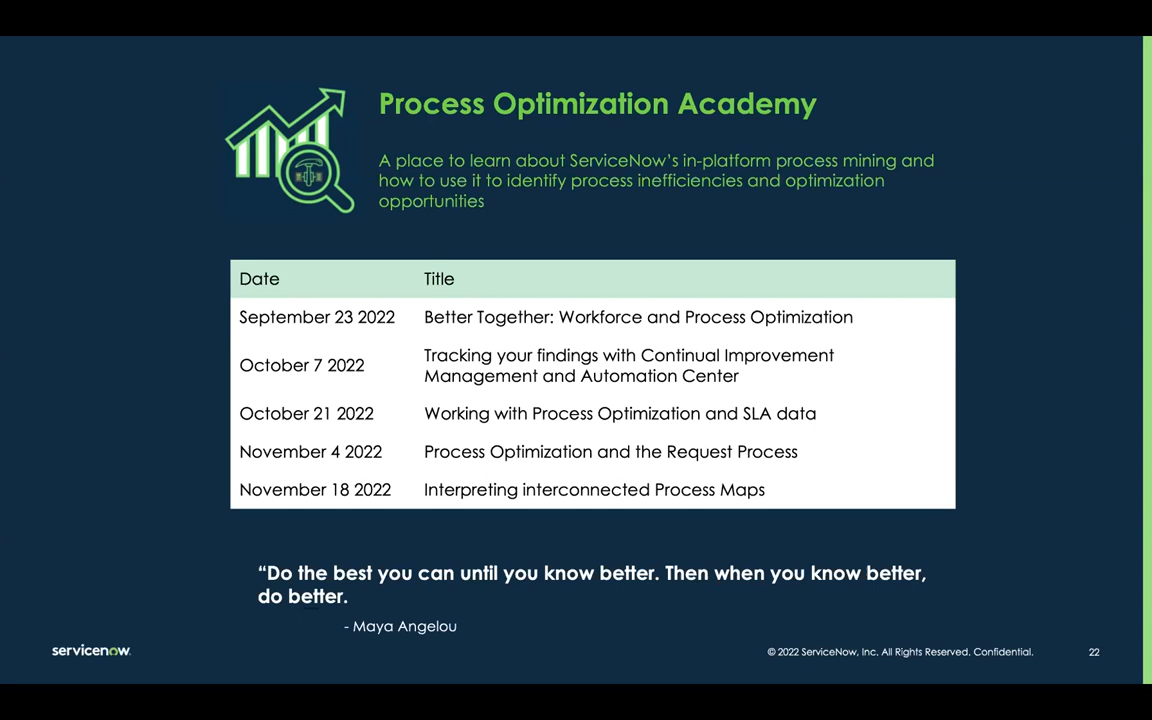 Process Optimization Academy
A place to learn about ServiceNow's in-platform process mining and
how to use it to identify process inefficiencies and optimization
opportunities
Date Title
September 23 2022 Better Together: Workforce and Process Optimization
October 7 2022 Tracking your findings with Continual Improvement
Management and Automation Center
October 21 2022 Working with Process Optimization and SLA data
November 4 2022 Process Optimization and the Request Process
November 18 2022 Interpreting interconnected Process Maps
“Do the best you can until you know better. Then when you know better,
do better.
- Maya Angelou
servicenow.
© 2022 ServiceNow, Inc. All Rights Reserved. Confidential. 22